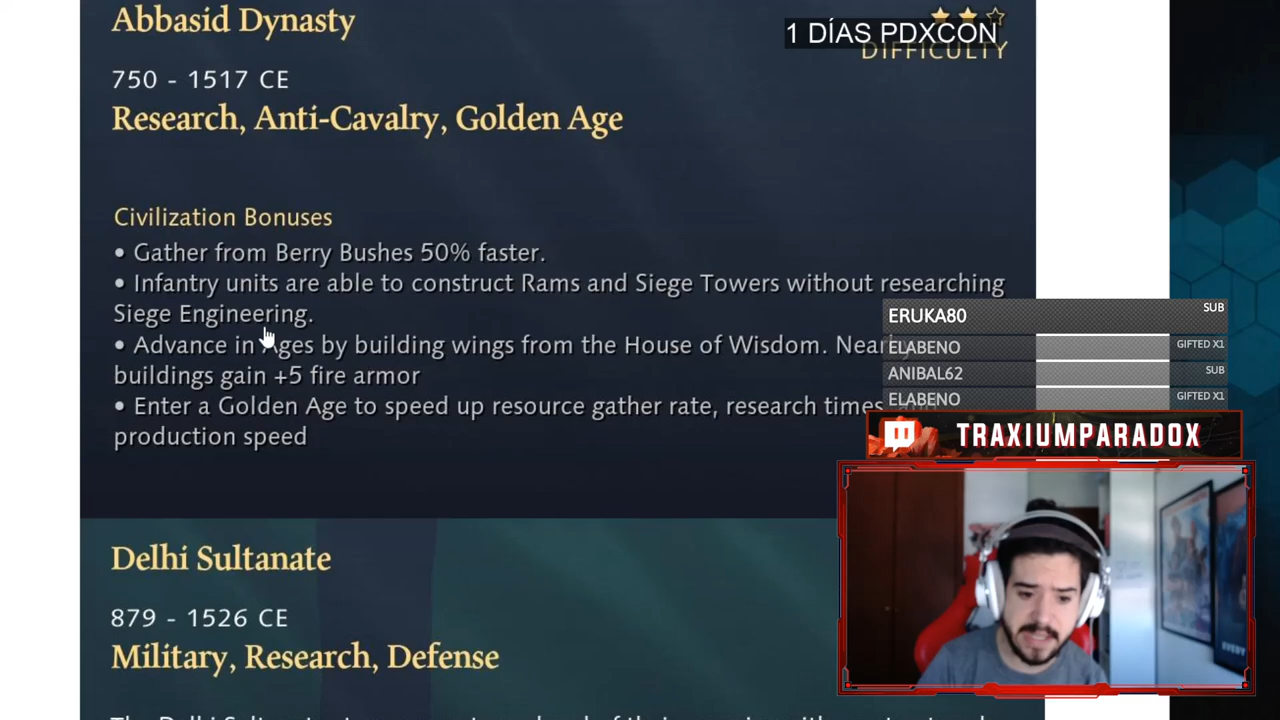 Abbasid Dynasty
1 DÍAS PDXCON
DIFFICULTY
750 - 1517 CE
Research, Anti-Cavalry, Golden Age
Civilization Bonuses
• Gather from Berry Bushes 50% faster.
• Infantry units are able to construct Rams and Siege Towers without researching
Siege Engineering.
• Advance in Ages by building wings from the House of Wisdom.
buildings gain +5 fire armor
• Enter a Golden Age to speed up resource gather rate, research times
production speed
ERUKA80 SUB
ELABENO GIFTED X1
ANIBAL62 SUB
ELABENO GIFTED X1
TRAXIUMPARADOX
Delhi Sultanate
879 - 1526 CE
Military, Research, Defense